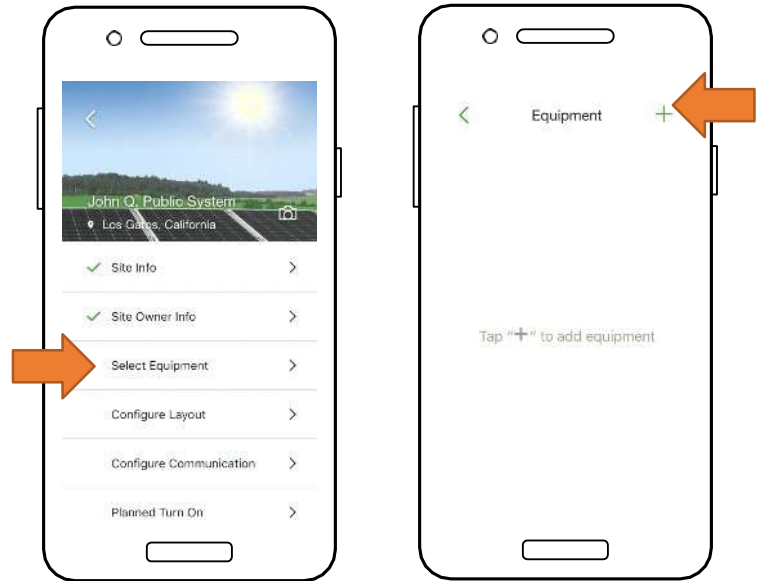 John Q. Public System
Los Gatos, California
Site Info
Site Owner Info
Select Equipment
Configure Layout
Configure Communication
Planned Turn On
Equipment
Tap "+" to add equipment